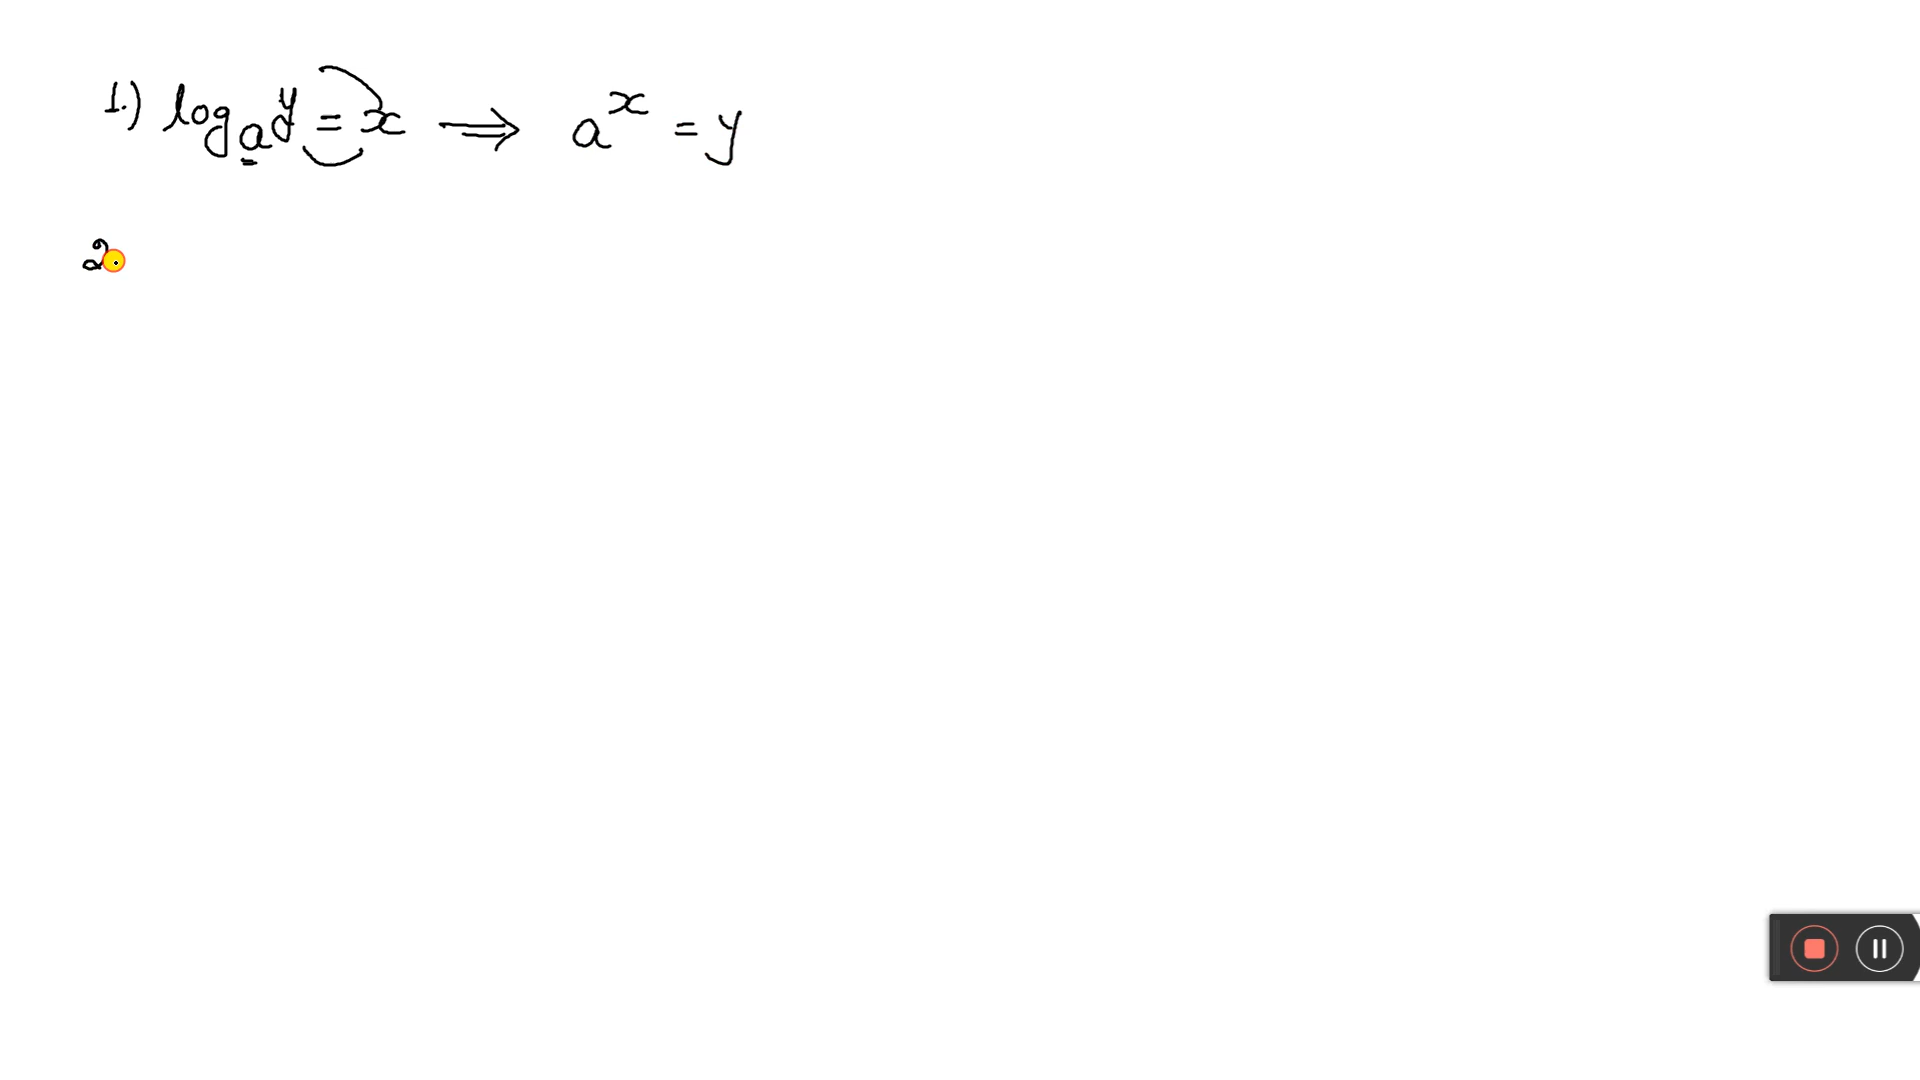 1.) logₐy = x ⟹ aˣ = y
2